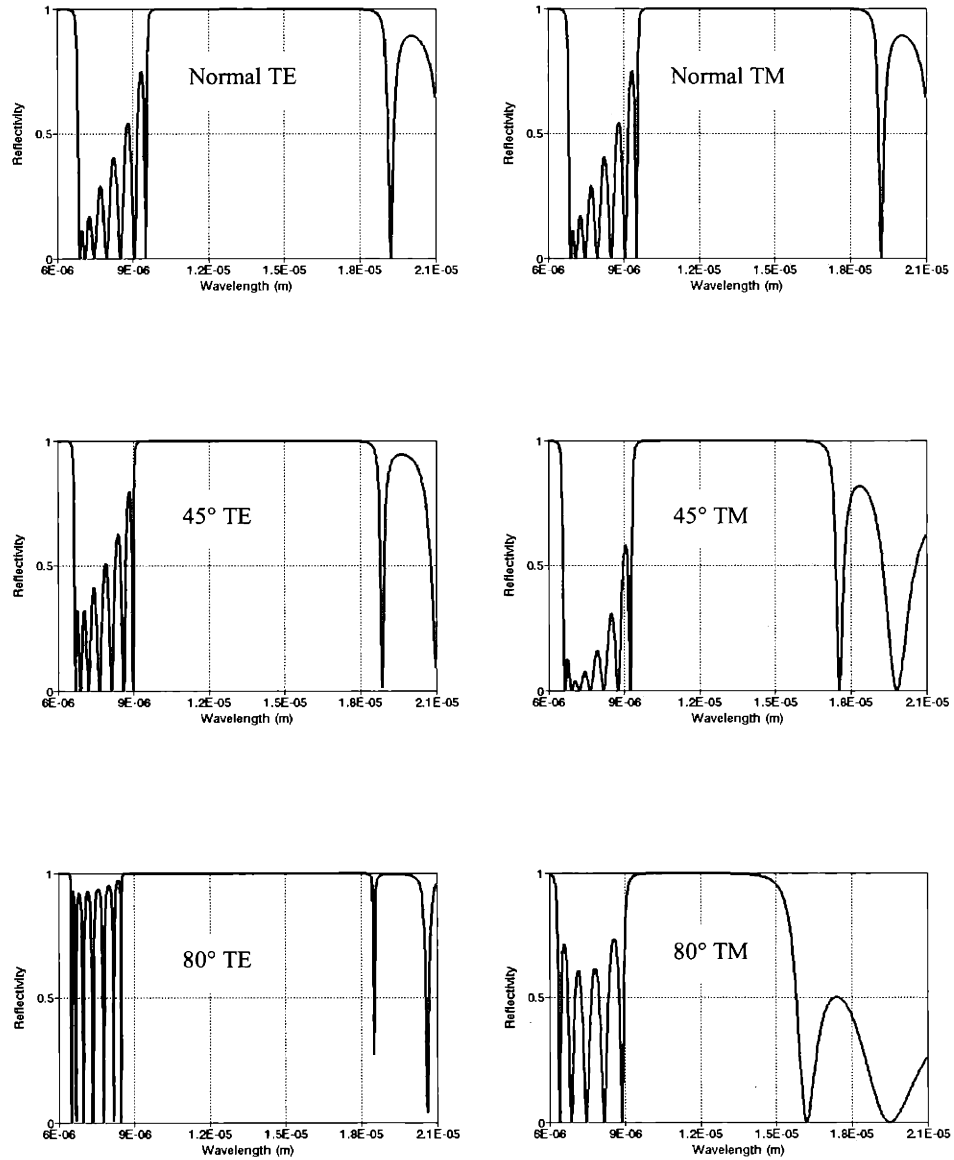 1
0.5
0
Reflectivity
Normal TE
6E-06 9E-06 1.2E-05 1.5E-05 1.8E-05 2.1E-05
Wavelength (m)
1
0.5
0
Reflectivity
Normal TM
6E-06 9E-06 1.2E-05 1.5E-05 1.8E-05 2.1E-05
Wavelength (m)
1
0.5
0
Reflectivity
45° TE
6E-06 9E-06 1.2E-05 1.5E-05 1.8E-05 2.1E-05
Wavelength (m)
1
0.5
0
Reflectivity
45° TM
6E-06 9E-06 1.2E-05 1.5E-05 1.8E-05 2.1E-05
Wavelength (m)
1
0.5
0
Reflectivity
80° TE
6E-06 9E-06 1.2E-05 1.5E-05 1.8E-05 2.1E-05
Wavelength (m)
1
0.5
0
Reflectivity
80° TM
6E-06 9E-06 1.2E-05 1.5E-05 1.8E-05 2.1E-05
Wavelength (m)